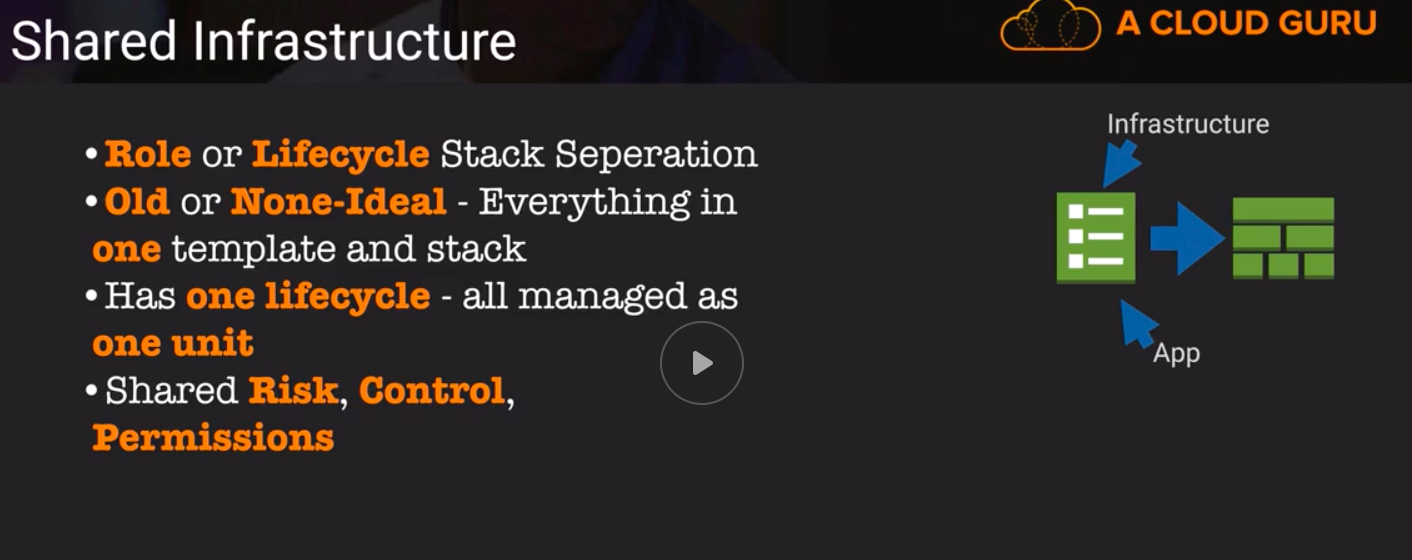 Shared Infrastructure
A CLOUD GURU
•Role or Lifecycle Stack Seperation
•Old or None-Ideal - Everything in
one template and stack
•Has one lifecycle - all managed as
one unit
•Shared Risk, Control,
Permissions
Infrastructure
App